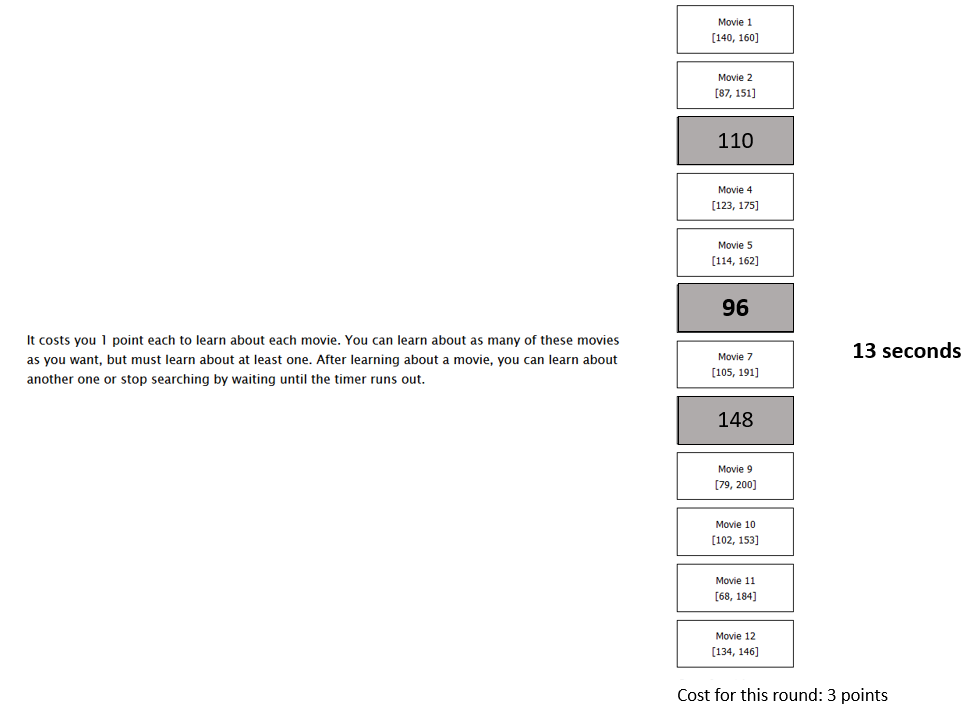 Movie 1
[140, 160]
Movie 2
[87, 151]
110
Movie 4
[123, 175]
Movie 5
[114, 162]
96
It costs you 1 point each to learn about each movie. You can learn about as many of these movies
as you want, but must learn about at least one. After learning about a movie, you can learn about
another one or stop searching by waiting until the timer runs out.
13 seconds
Movie 7
[105, 191]
148
Movie 9
[79, 200]
Movie 10
[102, 153]
Movie 11
[68, 184]
Movie 12
[134, 146]
Cost for this round: 3 points